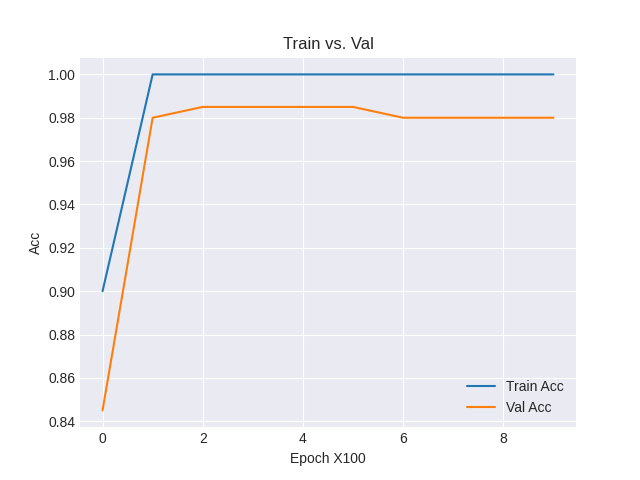 Train vs. Val
1.00
0.98
0.96
0.94
0.92
0.90
0.88
0.86
0.84
Acc
Train Acc
Val Acc
0 2 4 6 8
Epoch X100